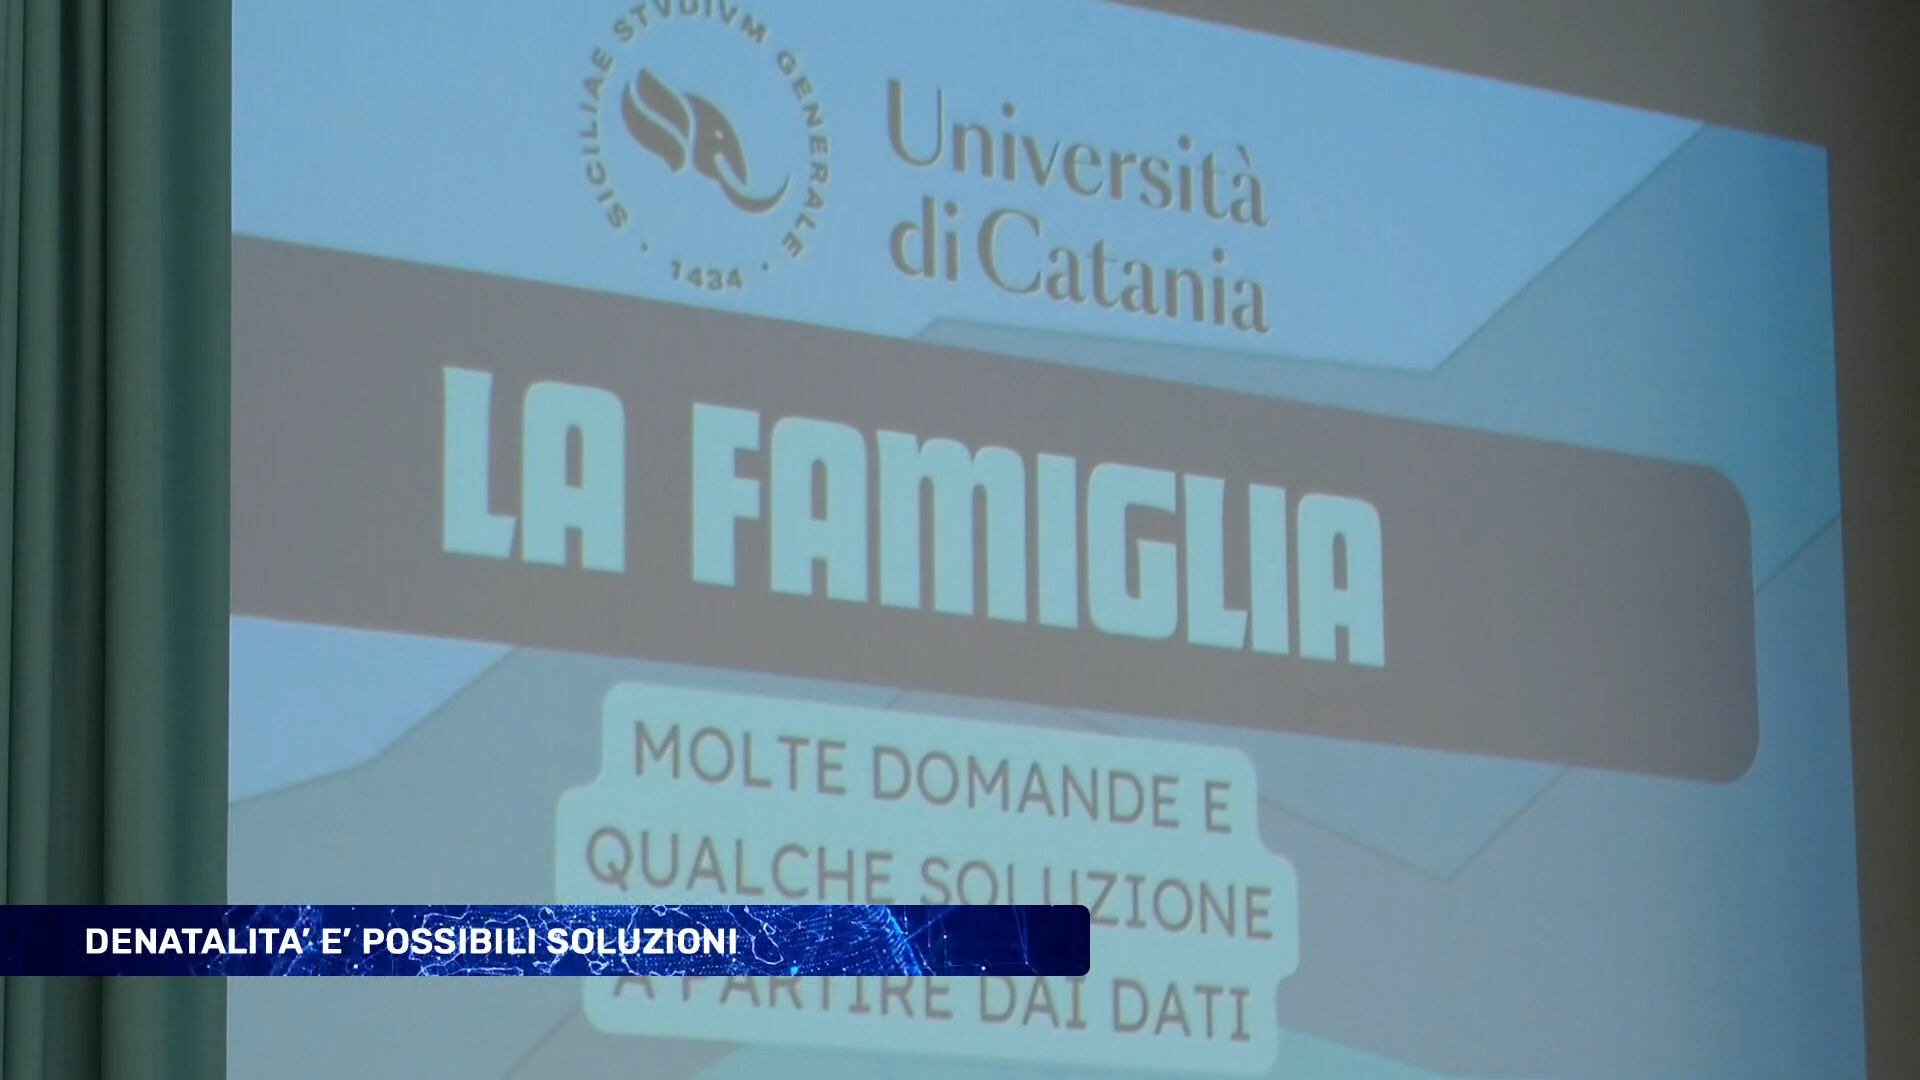 SICILIAE STVDIVM GENERALE
· 1434 ·
Università
di Catania
LA FAMIGLIA
MOLTE DOMANDE E
QUALCHE SOLUZIONE
A PARTIRE DAI DATI
DENATALITA’ E’ POSSIBILI SOLUZIONI